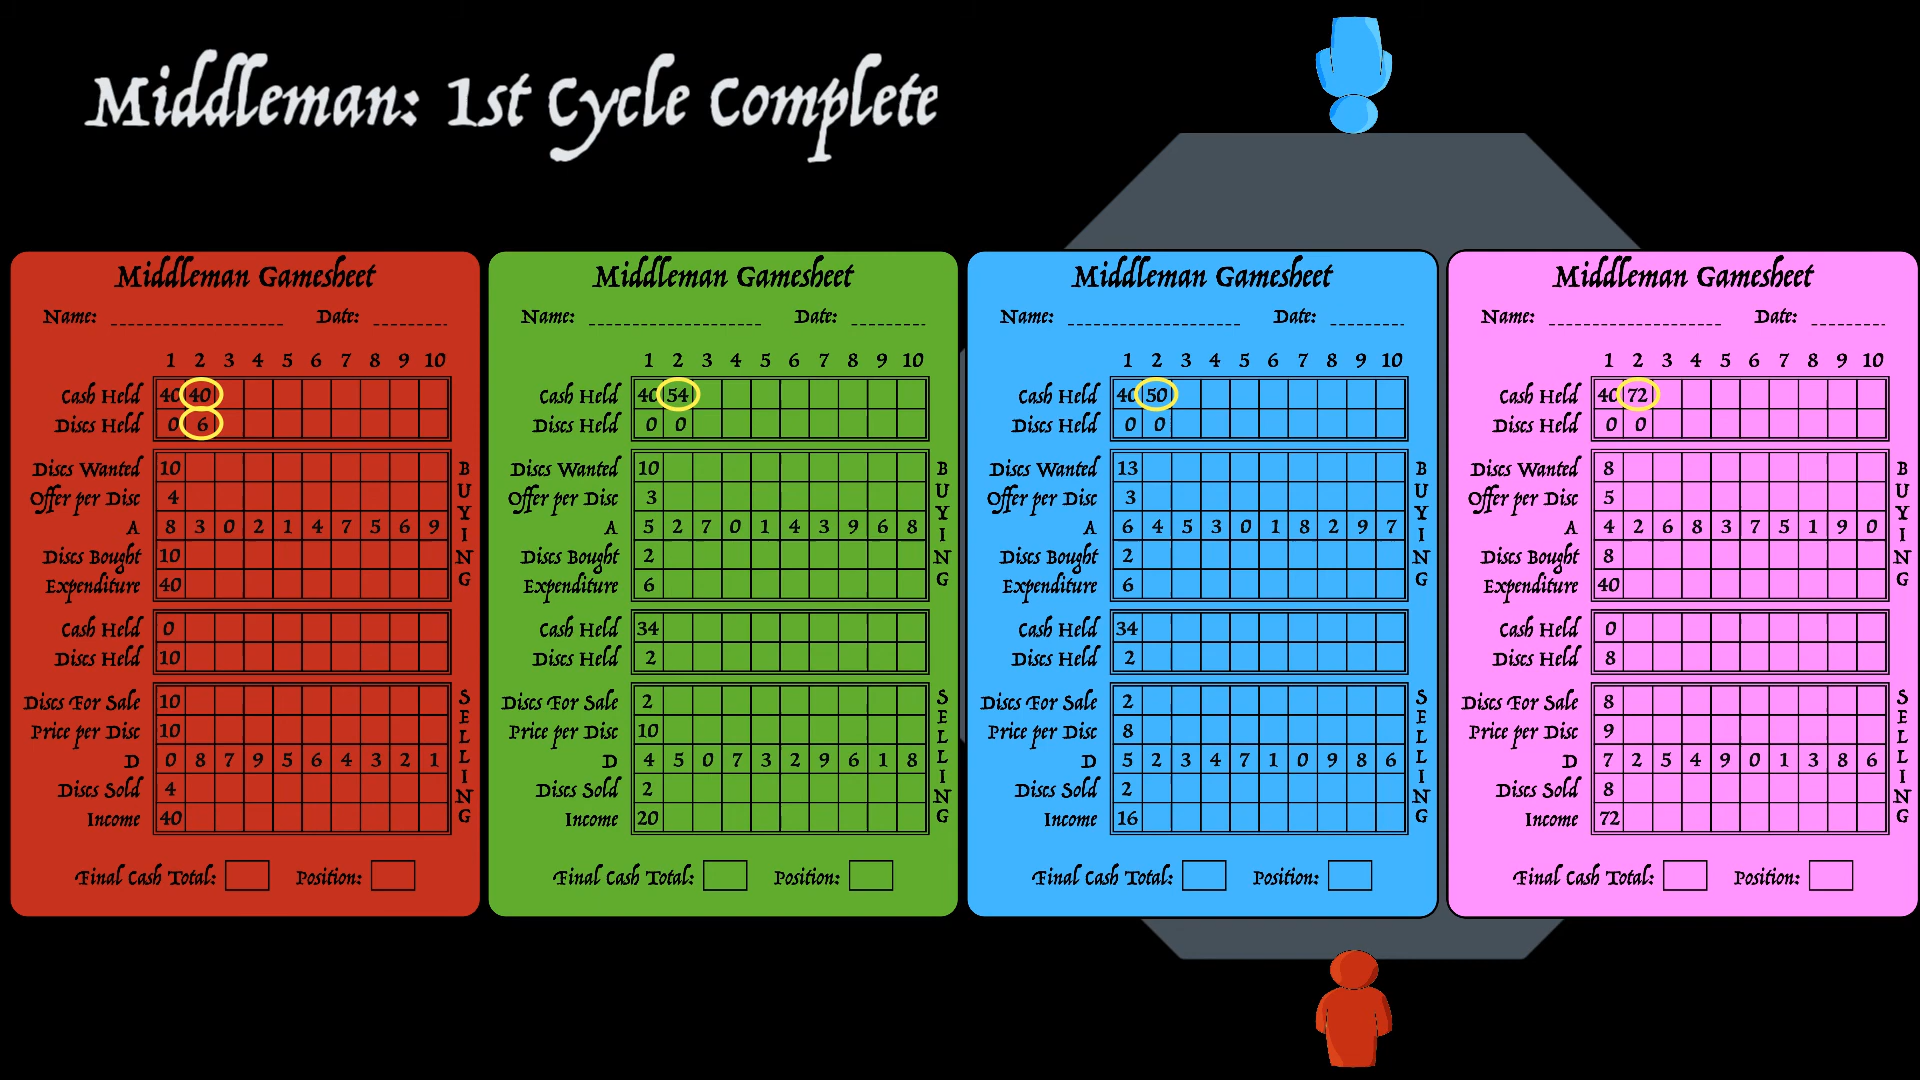 Middleman: 1st Cycle Complete
Middleman Gamesheet
Name: Date:
1 2 3 4 5 6 7 8 9 10
Cash Held 40 40
Discs Held 0 6
Discs Wanted 10
Offer per Disc 4
A 8 3 0 2 1 4 7 5 6 9
Discs Bought 10
Expenditure 40
BUYING
Cash Held 0
Discs Held 10
Discs For Sale 10
Price per Disc 10
D 0 8 7 9 5 6 4 3 2 1
Discs Sold 4
Income 40
SELLING
Final Cash Total: Position:
Middleman Gamesheet
Name: Date:
1 2 3 4 5 6 7 8 9 10
Cash Held 40 54
Discs Held 0 0
Discs Wanted 10
Offer per Disc 3
A 5 2 7 0 1 4 3 9 6 8
Discs Bought 2
Expenditure 6
BUYING
Cash Held 34
Discs Held 2
Discs For Sale 2
Price per Disc 10
D 4 5 0 7 3 2 9 6 1 8
Discs Sold 2
Income 20
SELLING
Final Cash Total: Position:
Middleman Gamesheet
Name: Date:
1 2 3 4 5 6 7 8 9 10
Cash Held 40 50
Discs Held 0 0
Discs Wanted 13
Offer per Disc 3
A 6 4 5 3 0 1 8 2 9 7
Discs Bought 2
Expenditure 6
BUYING
Cash Held 34
Discs Held 2
Discs For Sale 2
Price per Disc 8
D 5 2 3 4 7 1 0 9 8 6
Discs Sold 2
Income 16
SELLING
Final Cash Total: Position:
Middleman Gamesheet
Name: Date:
1 2 3 4 5 6 7 8 9 10
Cash Held 40 72
Discs Held 0 0
Discs Wanted 8
Offer per Disc 5
A 4 2 6 8 3 7 5 1 9 0
Discs Bought 8
Expenditure 40
BUYING
Cash Held 0
Discs Held 8
Discs For Sale 8
Price per Disc 9
D 7 2 5 4 9 0 1 3 8 6
Discs Sold 8
Income 72
SELLING
Final Cash Total: Position: